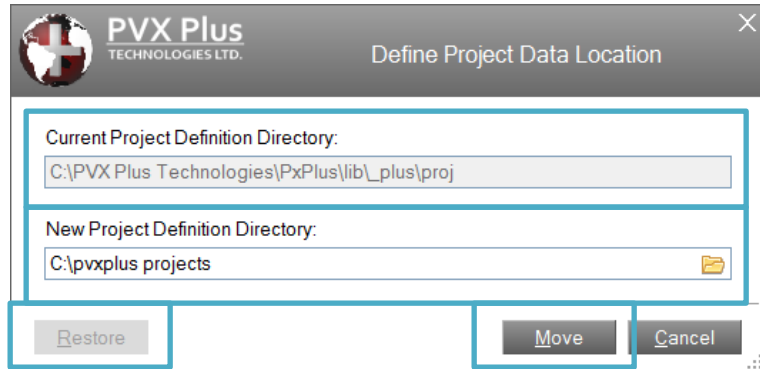 PVX Plus
TECHNOLOGIES LTD.
Define Project Data Location
Current Project Definition Directory:
C:\PVX Plus Technologies\PxPlus\lib\_plus\proj
New Project Definition Directory:
C:\pvxplus projects
Restore
Move
Cancel